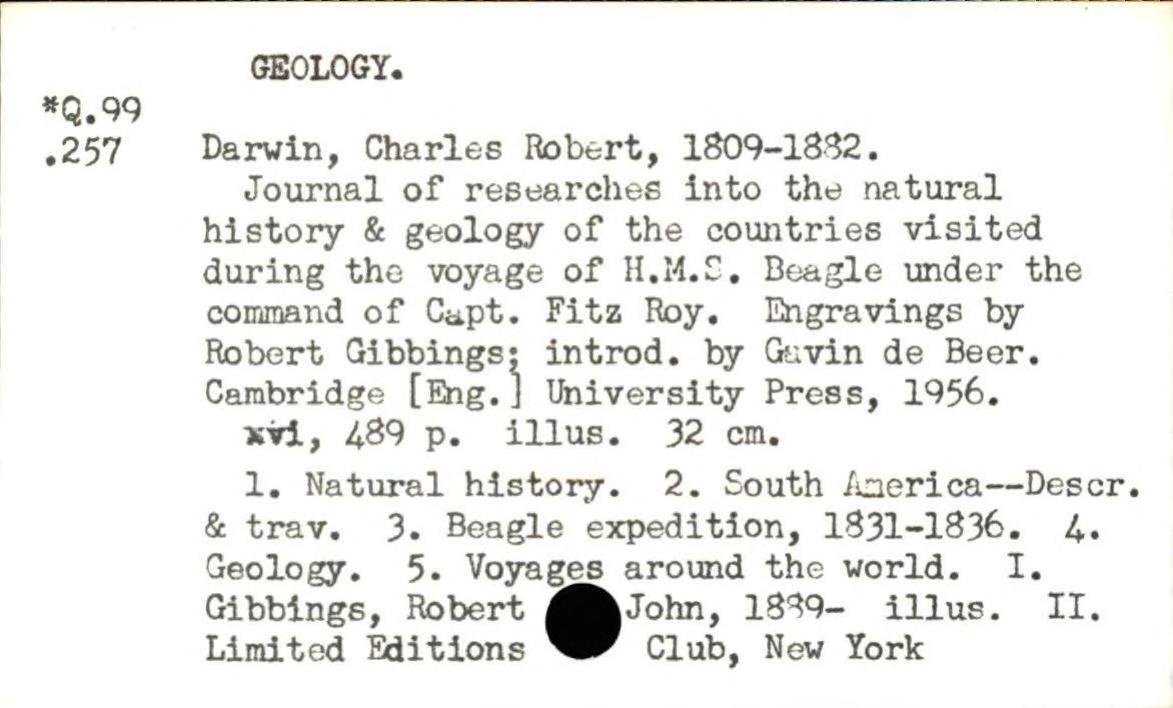 GEOLOGY.
*Q.99
.257
Darwin, Charles Robert, 1809-1882.
Journal of researches into the natural
history & geology of the countries visited
during the voyage of H.M.S. Beagle under the
command of Capt. Fitz Roy. Engravings by
Robert Gibbings; introd. by Gavin de Beer.
Cambridge [Eng.] University Press, 1956.
xvi, 489 p. illus. 32 cm.
1. Natural history. 2. South America--Descr.
& trav. 3. Beagle expedition, 1831-1836. 4.
Geology. 5. Voyages around the world. I.
Gibbings, Robert John, 1889- illus. II.
Limited Editions Club, New York